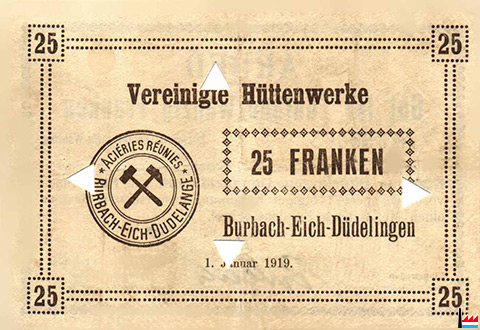 25 25
Vereinigte Hüttenwerke
* ACIÉRIES RÉUNIES *
BURBACH-EICH-DUDELANGE
25 FRANKEN
Burbach-Eich-Düdelingen
1. Januar 1919.
25 25